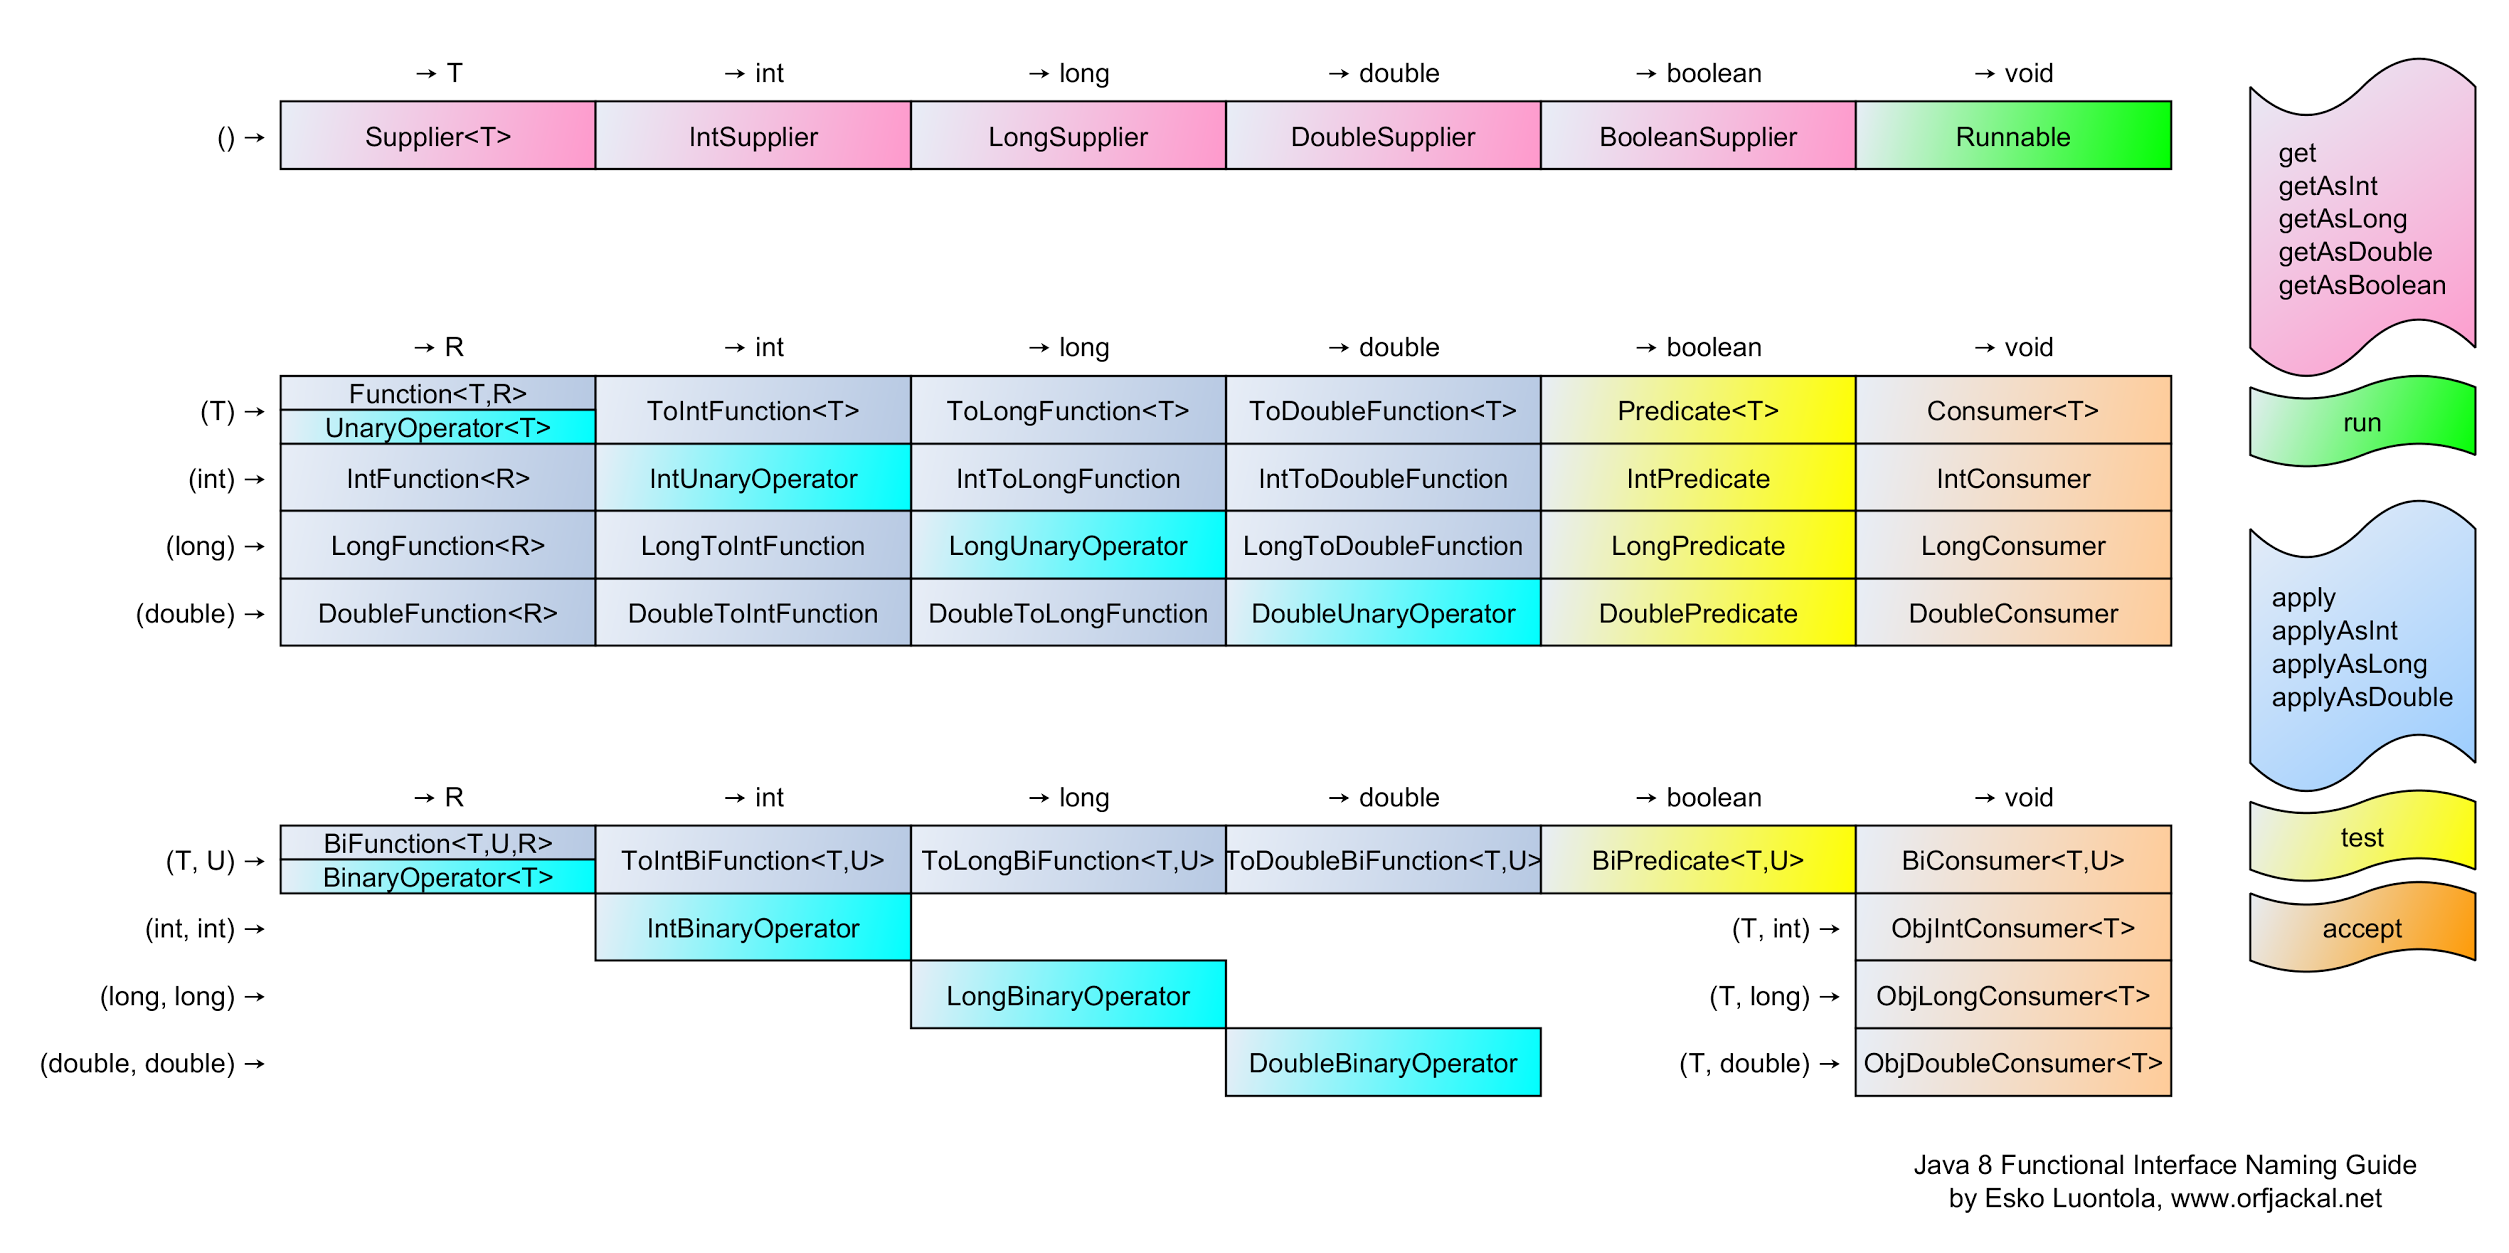 → T → int → long → double → boolean → void
() → Supplier<T> IntSupplier LongSupplier DoubleSupplier BooleanSupplier Runnable
→ R → int → long → double → boolean → void
(T) → Function<T,R> UnaryOperator<T> ToIntFunction<T> ToLongFunction<T> ToDoubleFunction<T> Predicate<T> Consumer<T>
(int) → IntFunction<R> IntUnaryOperator IntToLongFunction IntToDoubleFunction IntPredicate IntConsumer
(long) → LongFunction<R> LongToIntFunction LongUnaryOperator LongToDoubleFunction LongPredicate LongConsumer
(double) → DoubleFunction<R> DoubleToIntFunction DoubleToLongFunction DoubleUnaryOperator DoublePredicate DoubleConsumer
→ R → int → long → double → boolean → void
(T, U) → BiFunction<T,U,R> BinaryOperator<T> ToIntBiFunction<T,U> ToLongBiFunction<T,U> ToDoubleBiFunction<T,U> BiPredicate<T,U> BiConsumer<T,U>
(int, int) → IntBinaryOperator (T, int) → ObjIntConsumer<T>
(long, long) → LongBinaryOperator (T, long) → ObjLongConsumer<T>
(double, double) → DoubleBinaryOperator (T, double) → ObjDoubleConsumer<T>
get
getAsInt
getAsLong
getAsDouble
getAsBoolean
run
apply
applyAsInt
applyAsLong
applyAsDouble
test
accept
Java 8 Functional Interface Naming Guide
by Esko Luontola, www.orfjackal.net